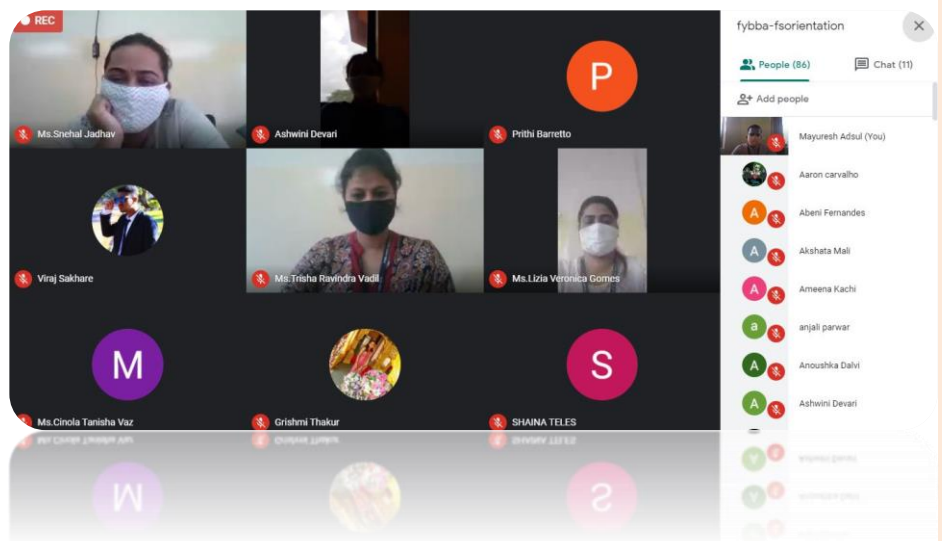 REC
Ms.Snehal Jadhav
Ashwini Devari
P
Prithi Barretto
Viraj Sakhare
Ms.Trisha Ravindra Vadil
Ms.Lizia Veronica Gomes
M
Ms.Cinola Tanisha Vaz
Grishmi Thakur
S
SHAINA TELES
fybba-fsorientation
People (86)
Chat (11)
Add people
Mayuresh Adsul (You)
Aaron carvalho
A
Abeni Fernandes
A
Akshata Mali
A
Ameena Kachi
a
anjali parwar
A
Anoushka Dalvi
A
Ashwini Devari